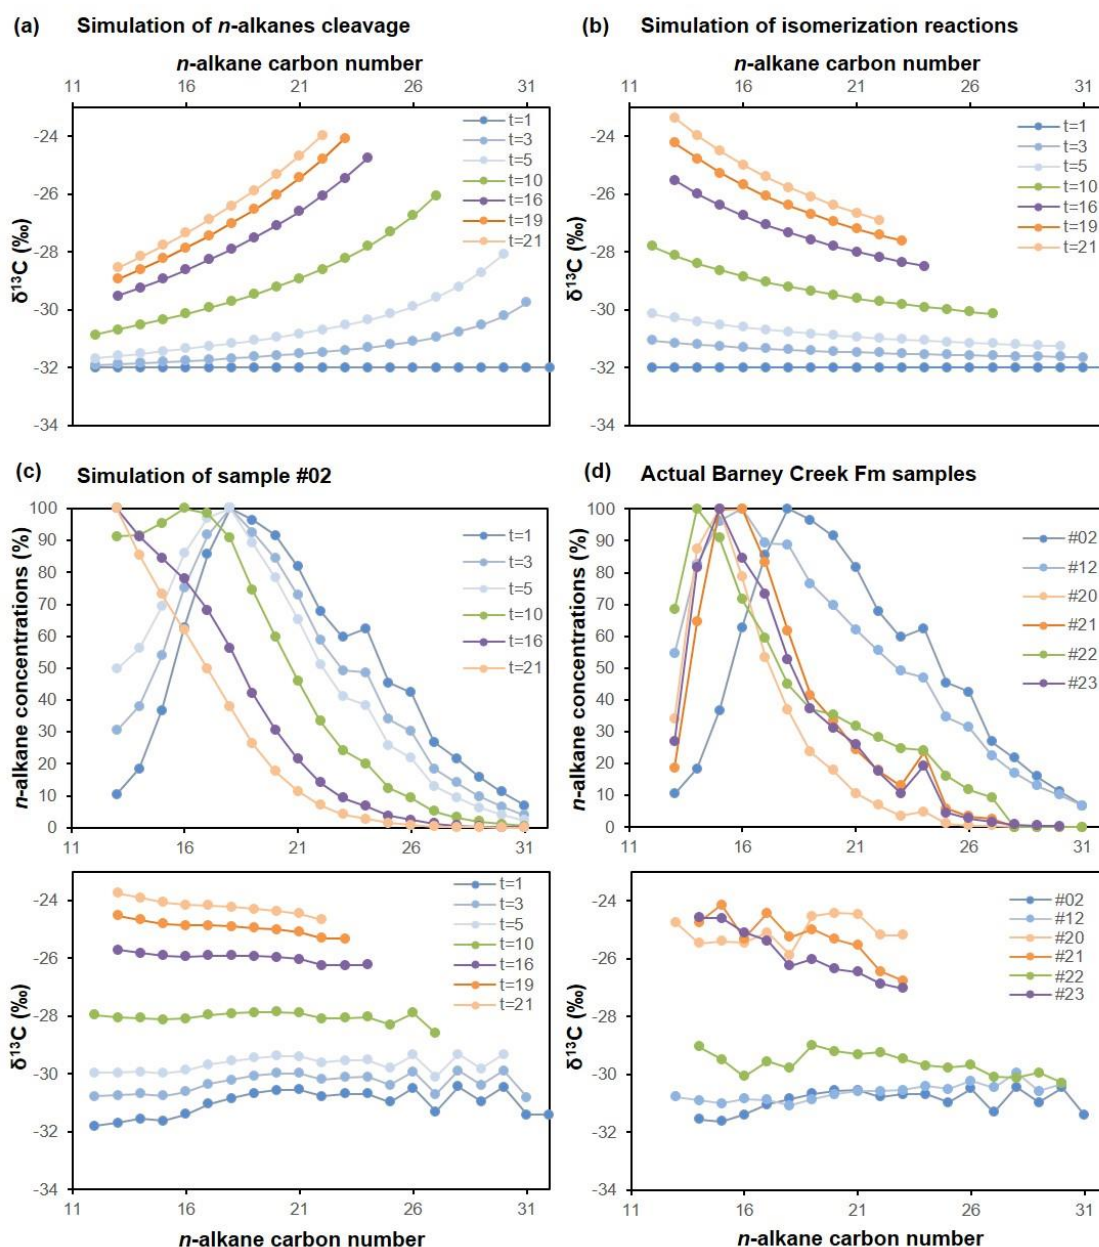 (a) Simulation of n-alkanes cleavage
n-alkane carbon number
11 16 21 26 31
δ¹³C (‰)
-24
-26
-28
-30
-32
-34
t=1
t=3
t=5
t=10
t=16
t=19
t=21
(b) Simulation of isomerization reactions
n-alkane carbon number
11 16 21 26 31
δ¹³C (‰)
-24
-26
-28
-30
-32
-34
t=1
t=3
t=5
t=10
t=16
t=19
t=21
(c) Simulation of sample #02
n-alkane concentrations (%)
100
90
80
70
60
50
40
30
20
10
0
t=1
t=3
t=5
t=10
t=16
t=21
11 16 21 26 31
(d) Actual Barney Creek Fm samples
n-alkane concentrations (%)
100
90
80
70
60
50
40
30
20
10
0
#02
#12
#20
#21
#22
#23
11 16 21 26 31
δ¹³C (‰)
-24
-26
-28
-30
-32
-34
t=1
t=3
t=5
t=10
t=16
t=19
t=21
11 16 21 26 31
n-alkane carbon number
δ¹³C (‰)
-24
-26
-28
-30
-32
-34
#02
#12
#20
#21
#22
#23
11 16 21 26 31
n-alkane carbon number